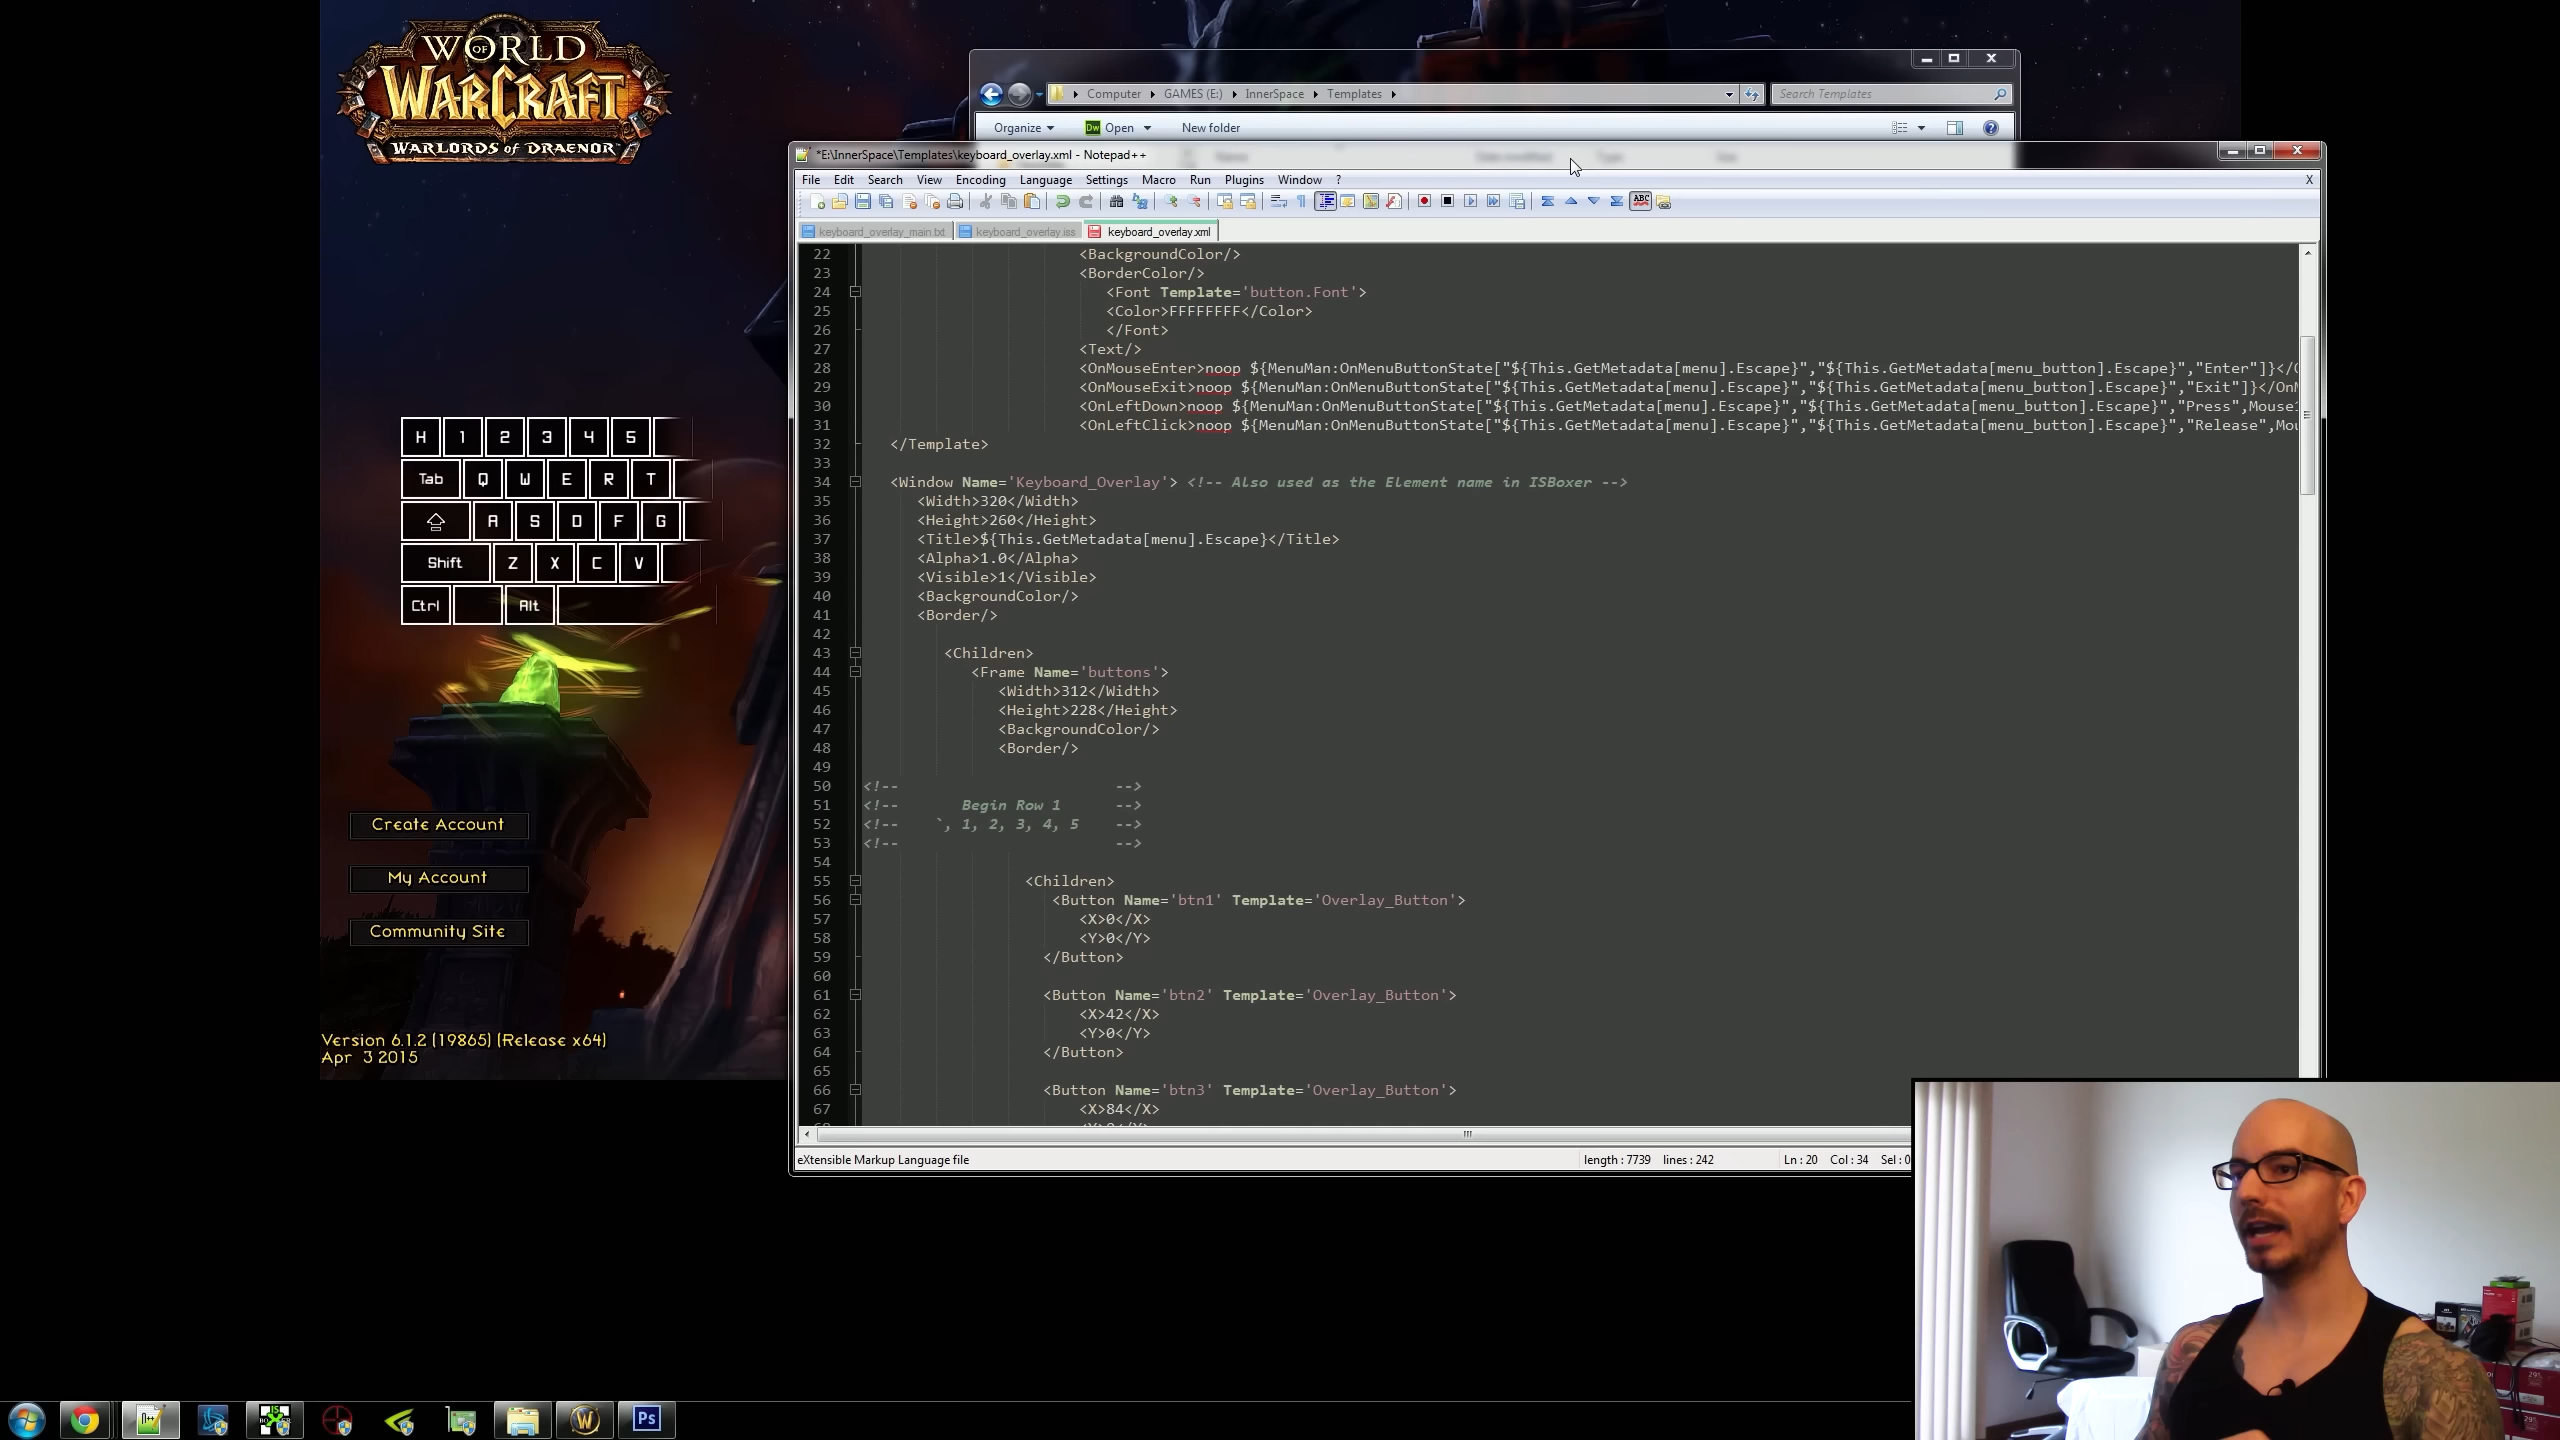 WORLD
OF
WARCRAFT
WARLORDS OF DRAENOR
Computer
GAMES (E:)
InnerSpace
Templates
Search Templates
Organize
Dw
Open
New folder
*E:\InnerSpace\Templates\keyboard_overlay.xml - Notepad++
File Edit Search View Encoding Language Settings Macro Run Plugins Window ?
X
ABC
keyboard_overlay_main.txt
keyboard_overlay.iss
keyboard_overlay.xml
22 <BackgroundColor/>
23 <BorderColor/>
24 <Font Template='button.Font'>
25 <Color>FFFFFFFF</Color>
26 </Font>
27 <Text/>
28 <OnMouseEnter>noop ${MenuMan:OnMenuButtonState["${This.GetMetadata[menu].Escape}","${This.GetMetadata[menu_button].Escape}","Enter"]}</
29 <OnMouseExit>noop ${MenuMan:OnMenuButtonState["${This.GetMetadata[menu].Escape}","${This.GetMetadata[menu_button].Escape}","Exit"]}</On
30 <OnLeftDown>noop ${MenuMan:OnMenuButtonState["${This.GetMetadata[menu].Escape}","${This.GetMetadata[menu_button].Escape}","Press",Mouse
31 <OnLeftClick>noop ${MenuMan:OnMenuButtonState["${This.GetMetadata[menu].Escape}","${This.GetMetadata[menu_button].Escape}","Release",Mou
32 </Template>
33
34 <Window Name='Keyboard_Overlay'> <!-- Also used as the Element name in ISBoxer -->
35 <Width>320</Width>
36 <Height>260</Height>
37 <Title>${This.GetMetadata[menu].Escape}</Title>
38 <Alpha>1.0</Alpha>
39 <Visible>1</Visible>
40 <BackgroundColor/>
41 <Border/>
42
43 <Children>
44 <Frame Name='buttons'>
45 <Width>312</Width>
46 <Height>228</Height>
47 <BackgroundColor/>
48 <Border/>
49
50 <!-- -->
51 <!-- Begin Row 1 -->
52 <!-- `, 1, 2, 3, 4, 5 -->
53 <!-- -->
54
55 <Children>
56 <Button Name='btn1' Template='Overlay_Button'>
57 <X>0</X>
58 <Y>0</Y>
59 </Button>
60
61 <Button Name='btn2' Template='Overlay_Button'>
62 <X>42</X>
63 <Y>0</Y>
64 </Button>
65
66 <Button Name='btn3' Template='Overlay_Button'>
67 <X>84</X>
eXtensible Markup Language file
length : 7739 lines : 242
Ln : 20 Col : 34 Sel : 0
H 1 2 3 4 5
Tab Q W E R T
A S D F G
Shift Z X C V
Ctrl Alt
Create Account
My Account
Community Site
Version 6.1.2 (19865) (Release x64)
Apr 3 2015
Ps